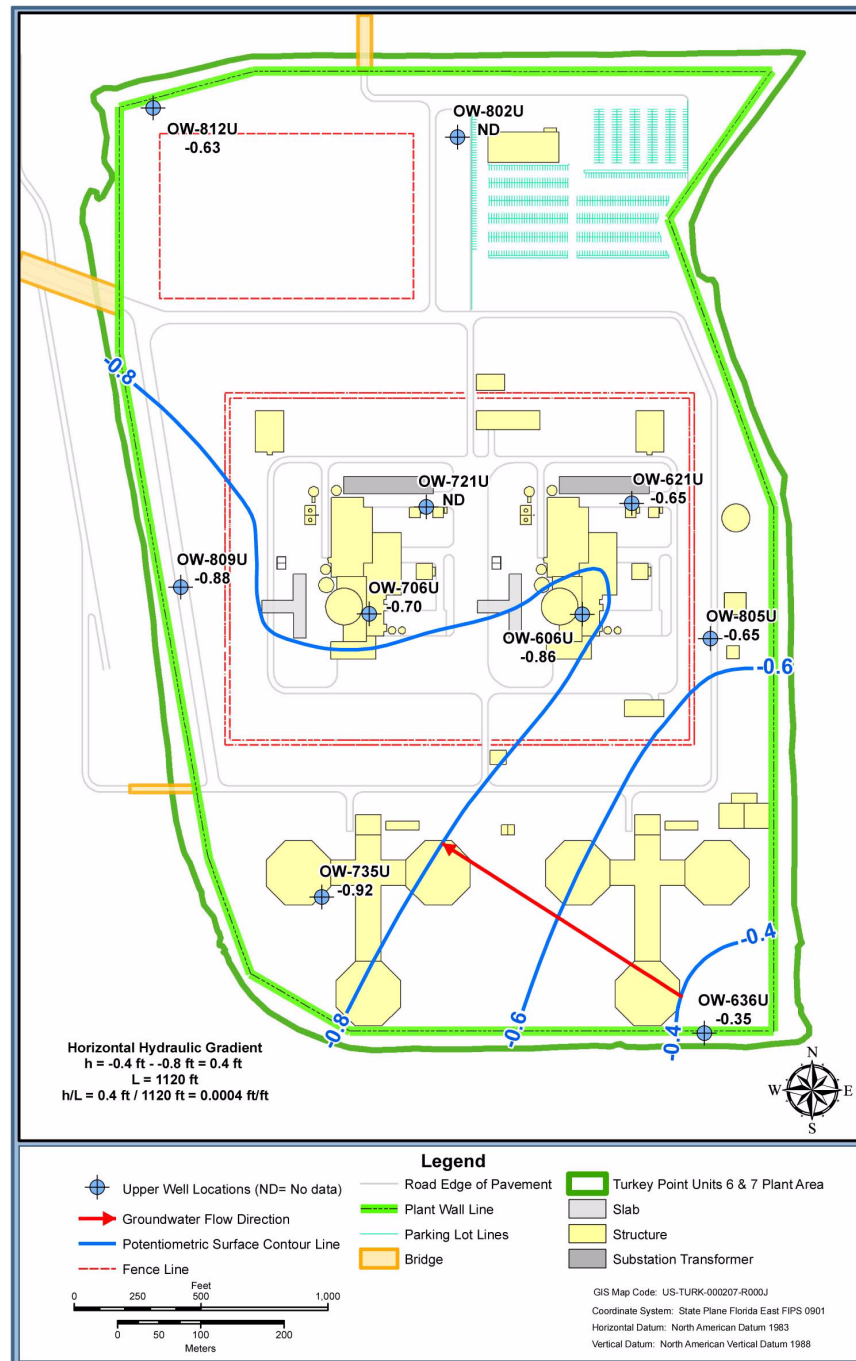 OW-812U
-0.63
OW-802U
ND
-0.8
OW-721U
ND
OW-621U
-0.65
OW-809U
-0.88
OW-706U
-0.70
OW-606U
-0.86
OW-805U
-0.65
-0.6
OW-735U
-0.92
-0.4
OW-636U
-0.35
-0.8
-0.6
-0.4
Horizontal Hydraulic Gradient
h = -0.4 ft - -0.8 ft = 0.4 ft
L = 1120 ft
h/L = 0.4 ft / 1120 ft = 0.0004 ft/ft
N
W
E
S
Legend
Upper Well Locations (ND= No data)
Groundwater Flow Direction
Potentiometric Surface Contour Line
Fence Line
Road Edge of Pavement
Plant Wall Line
Parking Lot Lines
Bridge
Turkey Point Units 6 & 7 Plant Area
Slab
Structure
Substation Transformer
Feet
0 250 500 1,000
0 50 100 200
Meters
GIS Map Code: US-TURK-000207-R000J
Coordinate System: State Plane Florida East FIPS 0901
Horizontal Datum: North American Datum 1983
Vertical Datum: North American Vertical Datum 1988